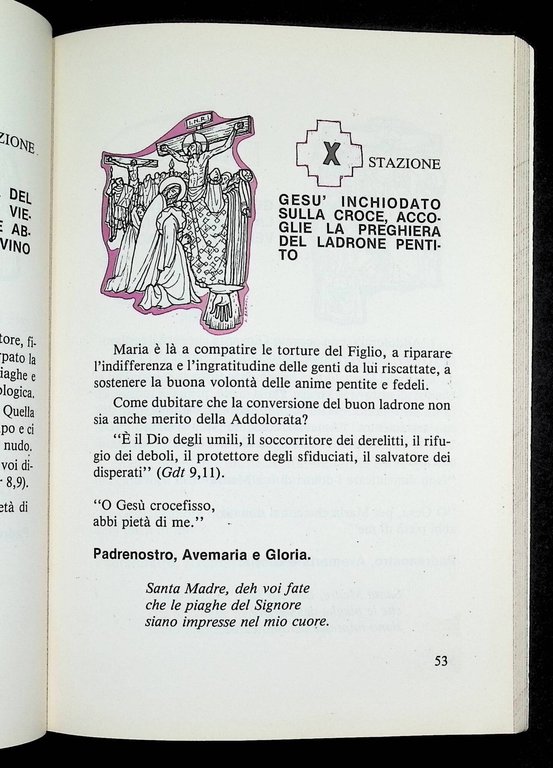 ZIONE
DEL
VIE-
AB-
VINO
tore, fi-
rpato la
iaghe e
ologica.
Quella
po e ci
nudo.
voi di-
8,9).
età di
I.N.R.I.
X STAZIONE
GESU' INCHIODATO
SULLA CROCE, ACCO-
GLIE LA PREGHIERA
DEL LADRONE PENTI-
TO
Maria è là a compatire le torture del Figlio, a riparare
l'indifferenza e l'ingratitudine delle genti da lui riscattate, a
sostenere la buona volontà delle anime pentite e fedeli.
Come dubitare che la conversione del buon ladrone non
sia anche merito della Addolorata?
"È il Dio degli umili, il soccorritore dei derelitti, il rifu-
gio dei deboli, il protettore degli sfiduciati, il salvatore dei
disperati" (Gdt 9,11).
"O Gesù crocefisso,
abbi pietà di me."
Padrenostro, Avemaria e Gloria.
Santa Madre, deh voi fate
che le piaghe del Signore
siano impresse nel mio cuore.
53